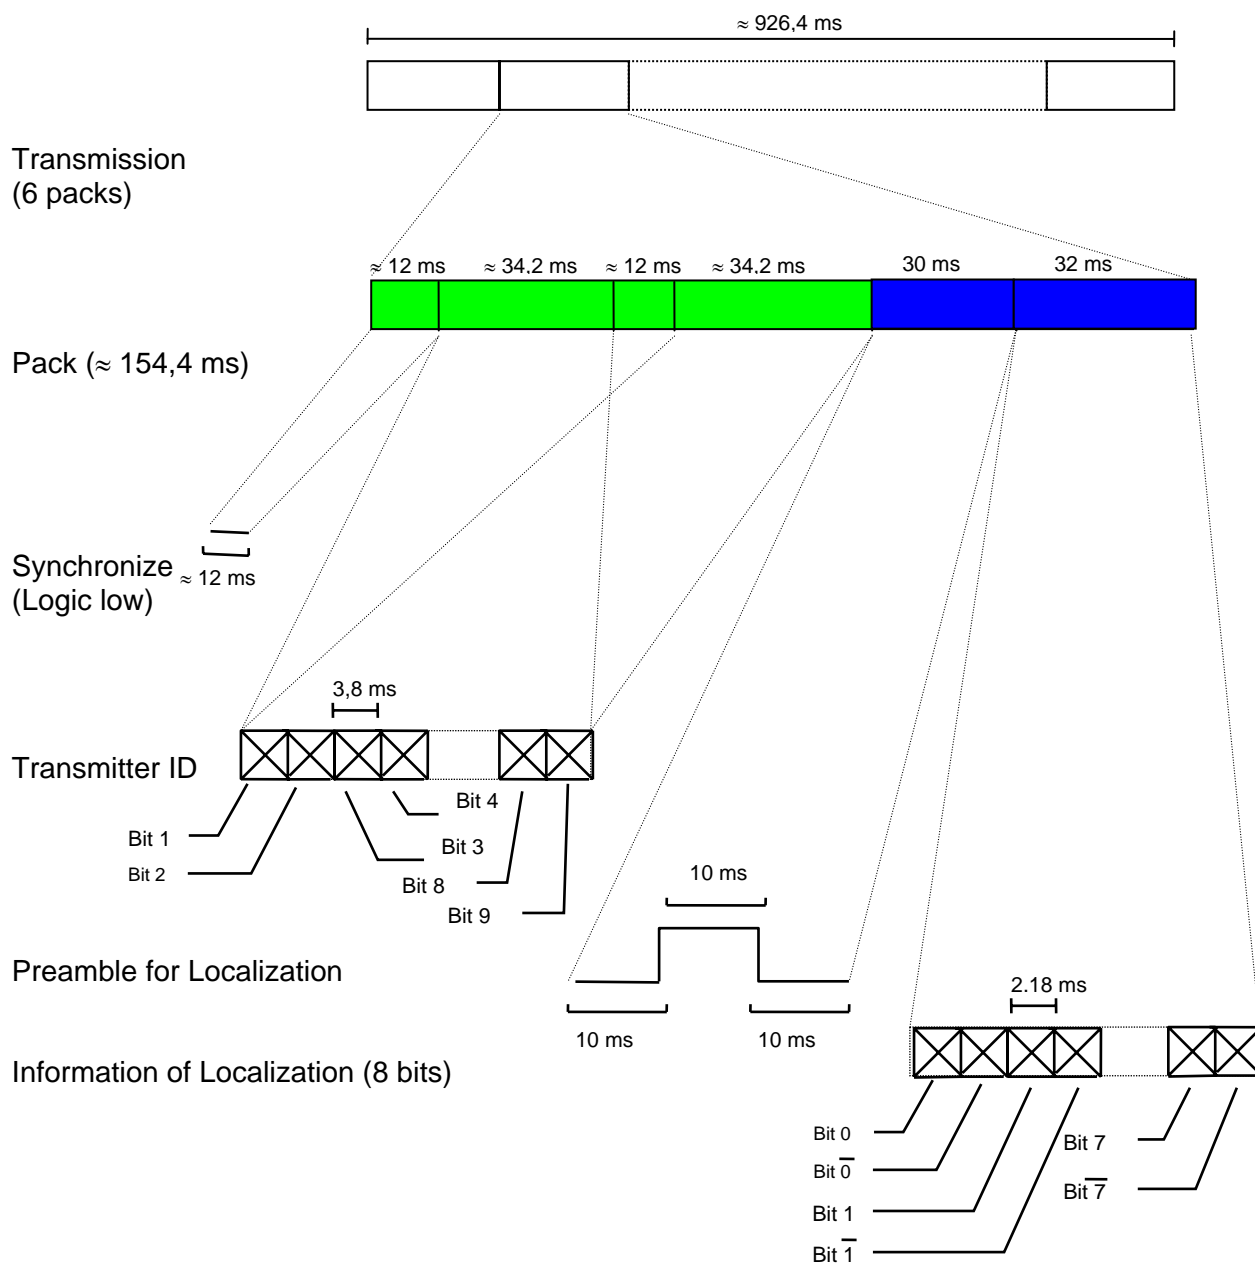 ≈ 926,4 ms
Transmission
(6 packs)
≈ 12 ms
≈ 34,2 ms
≈ 12 ms
≈ 34,2 ms
30 ms
32 ms
Pack (≈ 154,4 ms)
Synchronize
(Logic low)
≈ 12 ms
3,8 ms
Transmitter ID
Bit 1
Bit 2
Bit 4
Bit 3
Bit 8
Bit 9
10 ms
Preamble for Localization
10 ms
10 ms
2.18 ms
Information of Localization (8 bits)
Bit 0
Bit 0̅
Bit 1
Bit 1̅
Bit 7
Bit 7̅